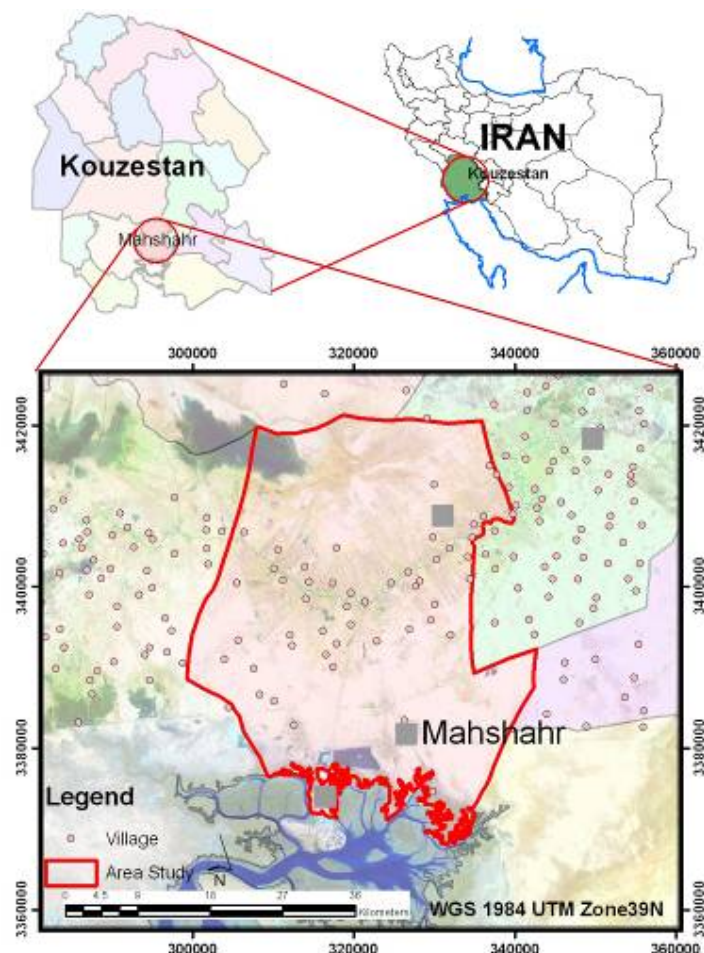 IRAN
Kouzestan
Kouzestan
Mahshahr
300000 320000 340000 360000
3420000 3420000
3400000 3400000
3380000 3380000
3360000 3360000
Mahshahr
Legend
Village
Area Study
N
0 4.5 9 18 27 36
Kilometers
WGS 1984 UTM Zone39N
300000 320000 340000 360000